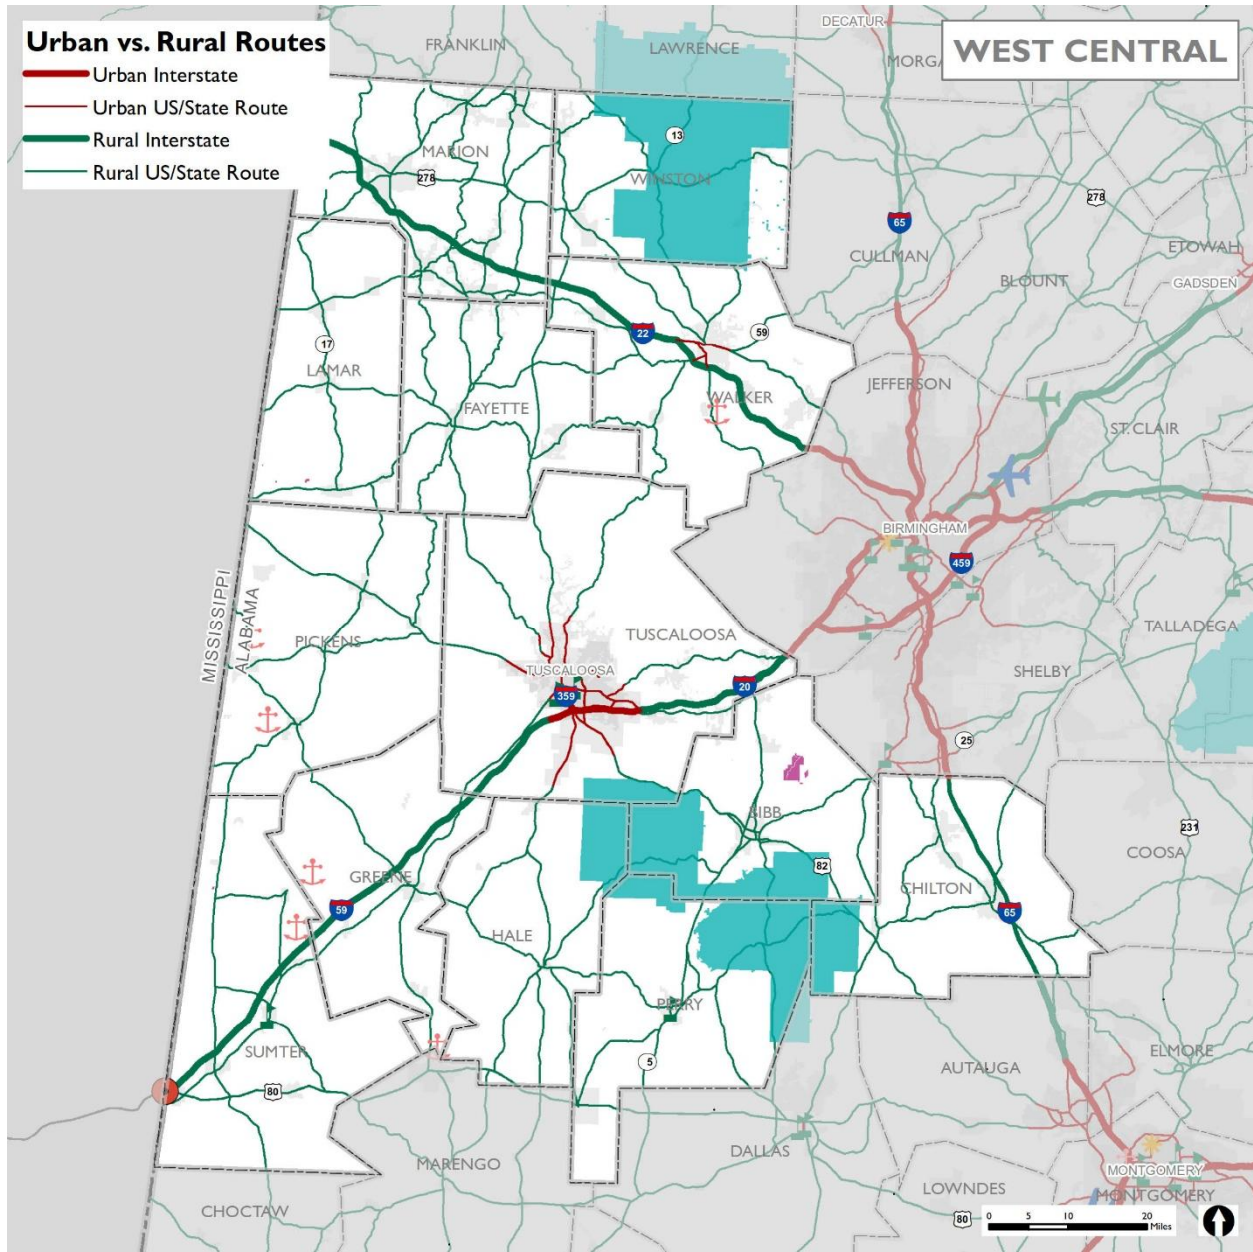 Urban vs. Rural Routes
Urban Interstate
Urban US/State Route
Rural Interstate
Rural US/State Route
WEST CENTRAL
DECATUR
FRANKLIN
LAWRENCE
MORGA
13
MARION
278
WINSTON
278
65
CULLMAN
ETOWAH
BLOUNT
GADSDEN
22
59
17
LAMAR
JEFFERSON
WALKER
FAYETTE
ST. CLAIR
BIRMINGHAM
459
MISSISSIPPI
ALABAMA
PICKENS
TUSCALOOSA
TALLADEGA
TUSCALOOSA
SHELBY
359
20
25
BIBB
231
COOSA
82
GREENE
CHILTON
59
65
HALE
PERRY
SUMTER
5
ELMORE
AUTAUGA
80
DALLAS
MARENGO
MONTGOMERY
LOWNDES
MONTGOMERY
CHOCTAW
80
0 5 10 20
Miles